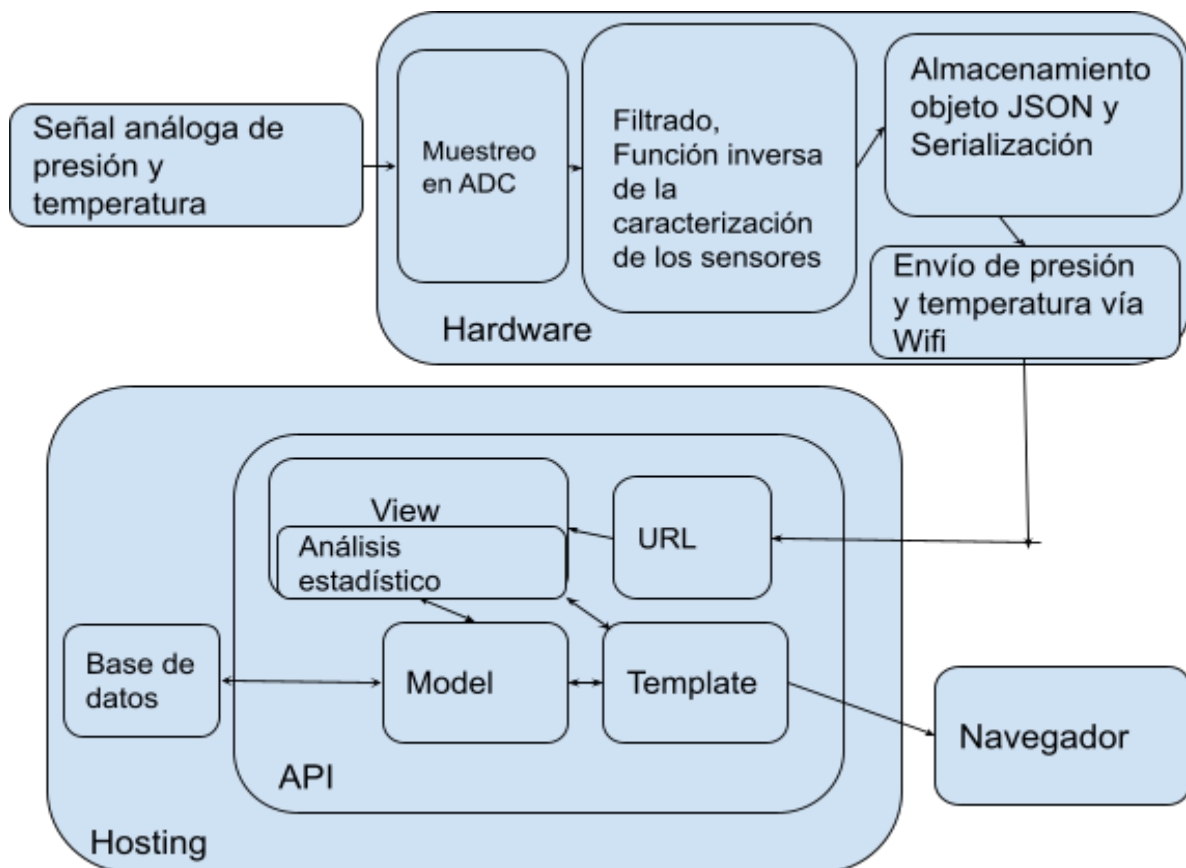 Señal análoga de
presión y
temperatura
Muestreo
en ADC
Filtrado,
Función inversa
de la
caracterización
de los sensores
Almacenamiento
objeto JSON y
Serialización
Envío de presión
y temperatura vía
Wifi
Hardware
View
Análisis
estadístico
URL
Base de
datos
Model
Template
Navegador
API
Hosting